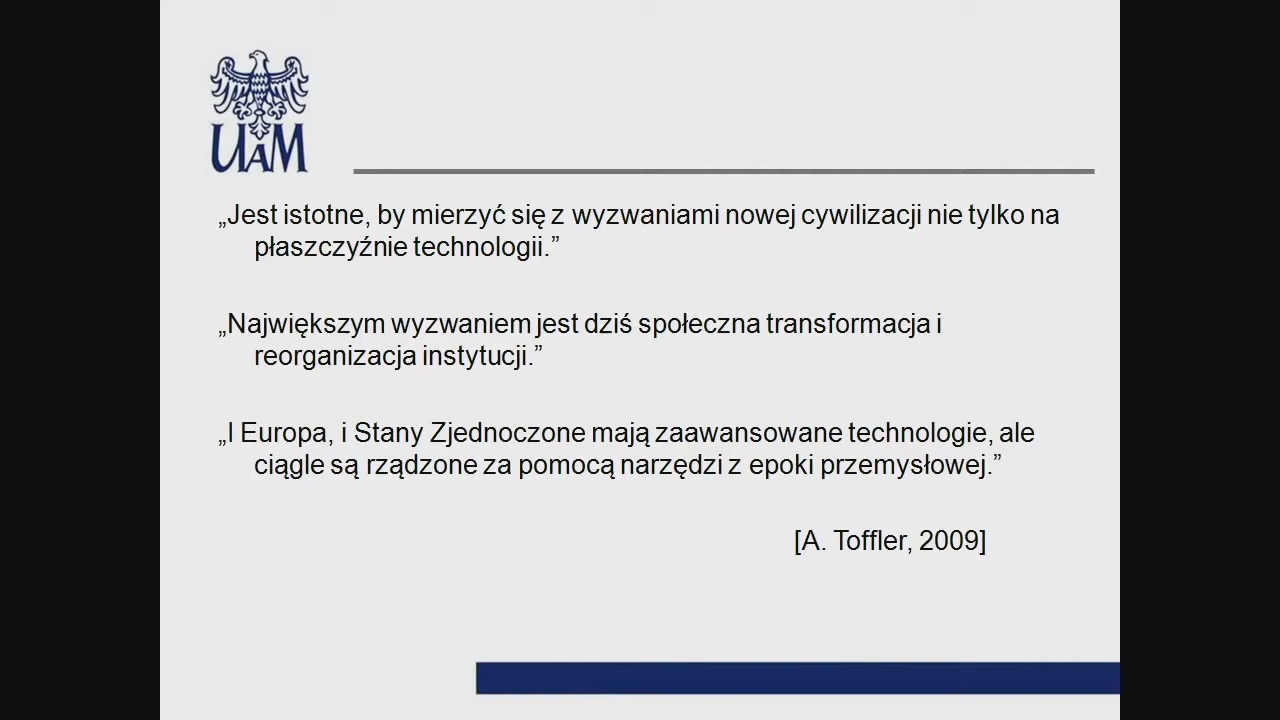 UAM
„Jest istotne, by mierzyć się z wyzwaniami nowej cywilizacji nie tylko na
płaszczyźnie technologii.”
„Największym wyzwaniem jest dziś społeczna transformacja i
reorganizacja instytucji.”
„I Europa, i Stany Zjednoczone mają zaawansowane technologie, ale
ciągle są rządzone za pomocą narzędzi z epoki przemysłowej.”
[A. Toffler, 2009]